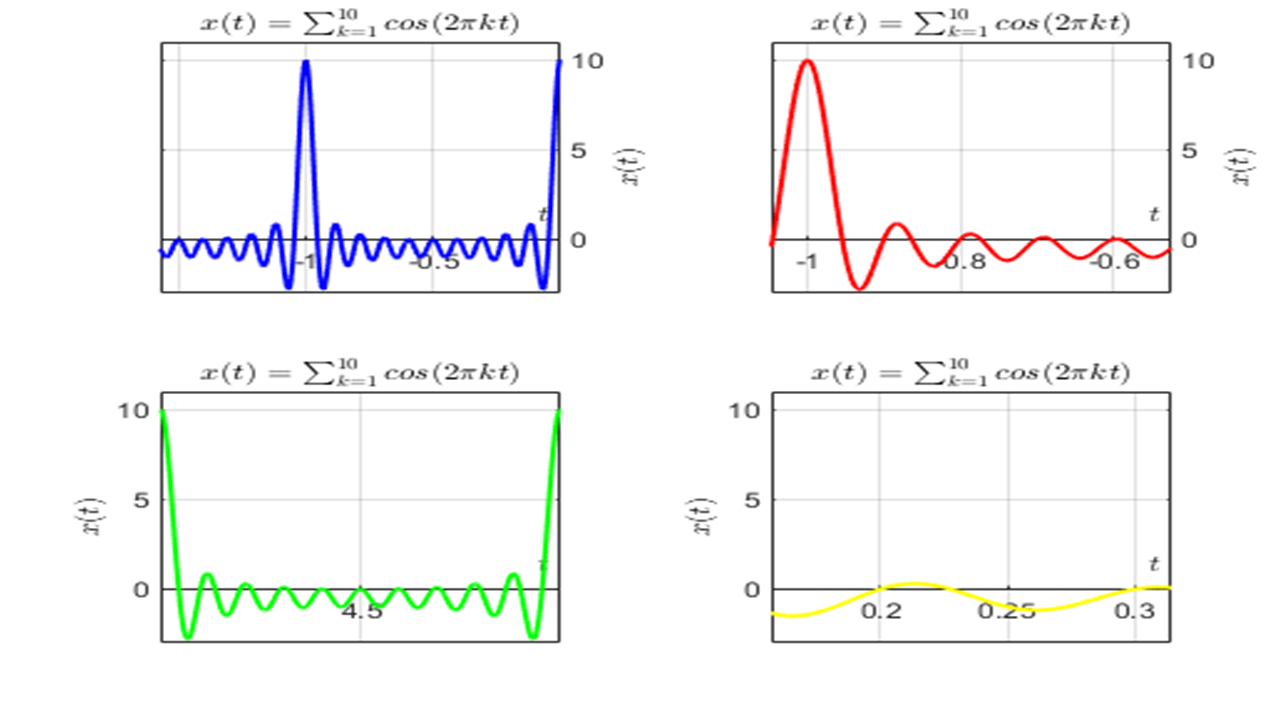 x(t) = ∑_{k=1}^{10} cos(2πkt)
10
5
0
x(t)
t
-1
-0.5
x(t) = ∑_{k=1}^{10} cos(2πkt)
10
5
0
x(t)
t
-1
-0.8
-0.6
x(t) = ∑_{k=1}^{10} cos(2πkt)
10
5
0
x(t)
t
4.5
x(t) = ∑_{k=1}^{10} cos(2πkt)
10
5
0
x(t)
t
0.2
0.25
0.3